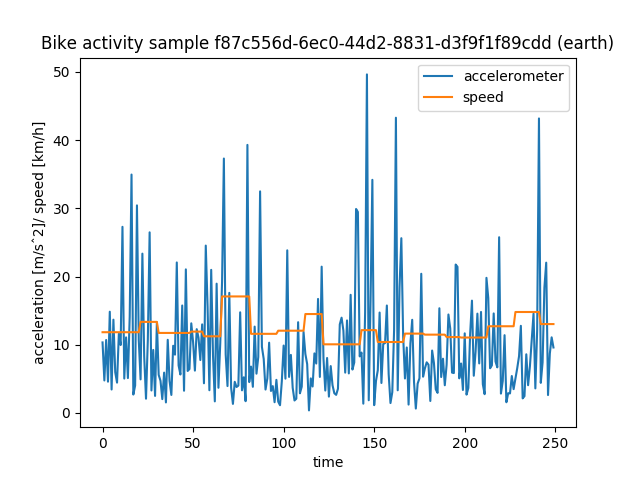 Bike activity sample f87c556d-6ec0-44d2-8831-d3f9f1f89cdd (earth)
accelerometer
speed
acceleration [m/s^2]/ speed [km/h]
50
40
30
20
10
0
0
50
100
150
200
250
time